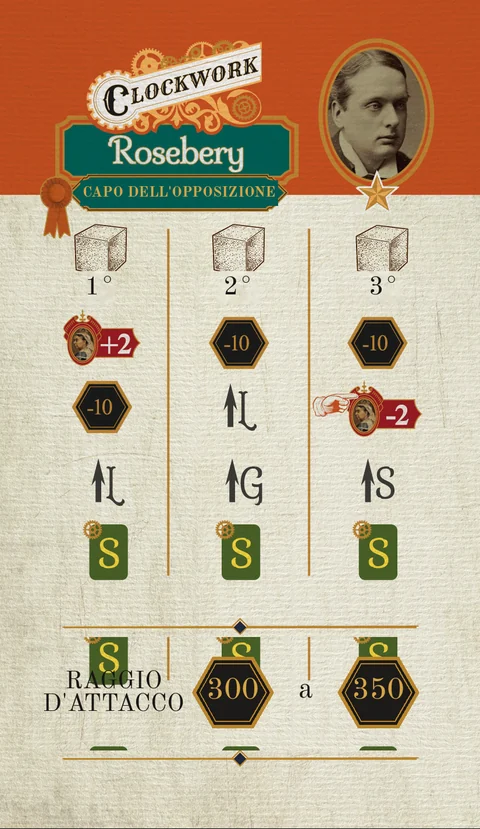 CLOCKWORK
Rosebery
CAPO DELL'OPPOSIZIONE
1° 2° 3°
+2 -10 -10
-10 L -2
L G S
S S S
S S S
RAGGIO
D'ATTACCO 300 a 350